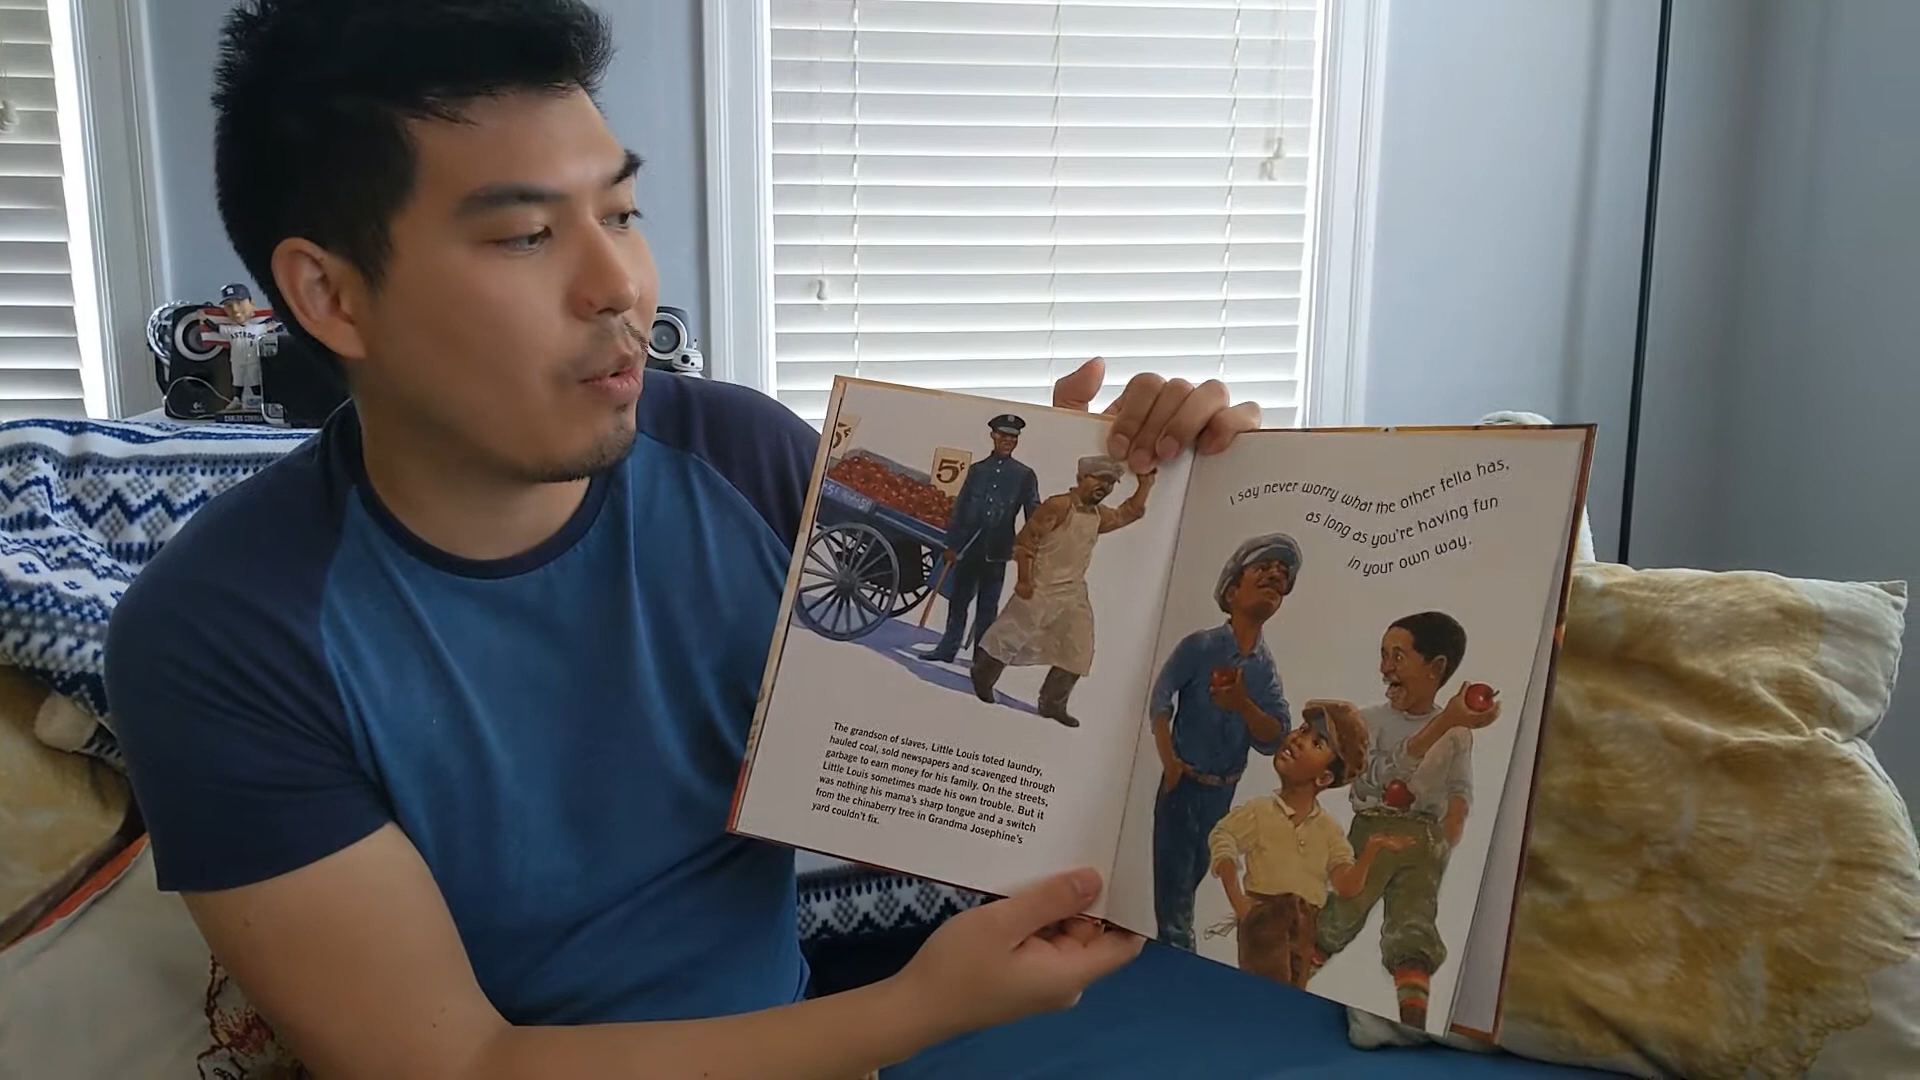 5¢
5¢
The grandson of slaves, Little Louis toted laundry,
hauled coal, sold newspapers and scavenged through
garbage to earn money for his family. On the streets,
Little Louis sometimes made his own trouble. But it
was nothing his mama's sharp tongue and a switch
from the chinaberry tree in Grandma Josephine's
yard couldn't fix.
I say never worry what the other fella has,
as long as you're having fun
in your own way.
ASTROS
CARLOS CORREA